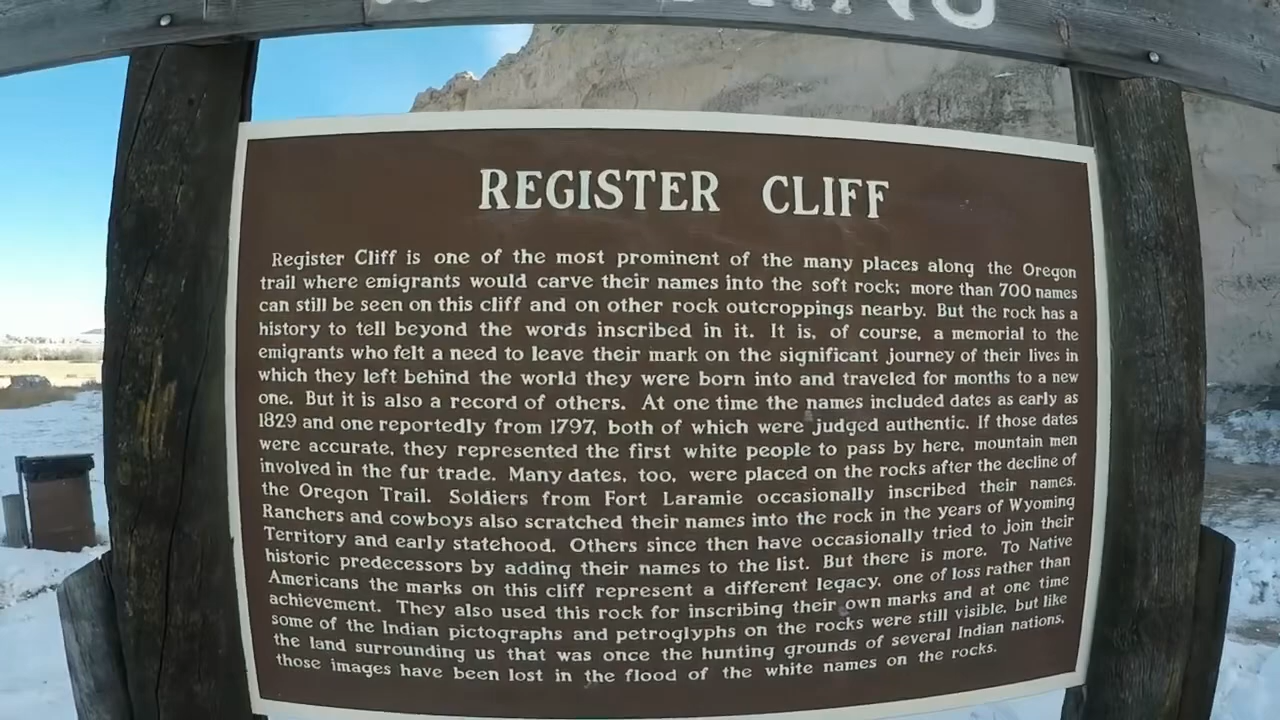 REGISTER CLIFF
Register Cliff is one of the most prominent of the many places along the Oregon
trail where emigrants would carve their names into the soft rock; more than 700 names
can still be seen on this cliff and on other rock outcroppings nearby. But the rock has a
history to tell beyond the words inscribed in it. It is, of course, a memorial to the
emigrants who felt a need to leave their mark on the significant journey of their lives in
which they left behind the world they were born into and traveled for months to a new
one. But it is also a record of others. At one time the names included dates as early as
1829 and one reportedly from 1797, both of which were judged authentic. If those dates
were accurate, they represented the first white people to pass by here, mountain men
involved in the fur trade. Many dates, too, were placed on the rocks after the decline of
the Oregon Trail. Soldiers from Fort Laramie occasionally inscribed their names.
Ranchers and cowboys also scratched their names into the rock in the years of Wyoming
Territory and early statehood. Others since then have occasionally tried to join their
historic predecessors by adding their names to the list. But there is more. To Native
Americans the marks on this cliff represent a different legacy, one of loss rather than
achievement. They also used this rock for inscribing their own marks and at one time
some of the Indian pictographs and petroglyphs on the rocks were still visible, but like
the land surrounding us that was once the hunting grounds of several Indian nations,
those images have been lost in the flood of the white names on the rocks.